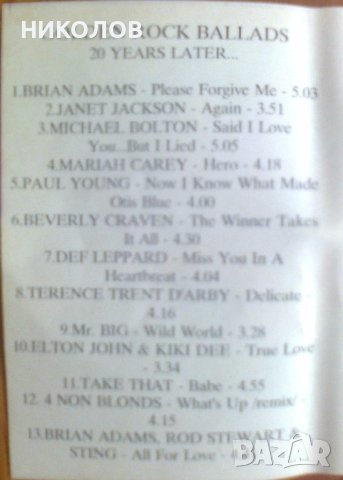 НИКОЛОВ
ROCK BALLADS
20 YEARS LATER...
1.BRIAN ADAMS - Please Forgive Me - 5.03
2.JANET JACKSON - Again - 3.51
3.MICHAEL BOLTON - Said I Love
You...But I Lied - 5.05
4.MARIAH CAREY - Hero - 4.18
5.PAUL YOUNG - Now I Know What Made
Otis Blue - 4.00
6.BEVERLY CRAVEN - The Winner Takes
It All - 4.30
7.DEF LEPPARD - Miss You In A
Heartbeat - 4.04
8.TERENCE TRENT D'ARBY - Delicate -
4.16
9.Mr. BIG - Wild World - 3.28
10.ELTON JOHN & KIKI DEE - True Love
- 3.34
11.TAKE THAT - Babe - 4.55
12. 4 NON BLONDS - What's Up /remix/ -
4.15
13.BRIAN ADAMS, ROD STEWART &
STING - All For Love - 4.
БАZАР